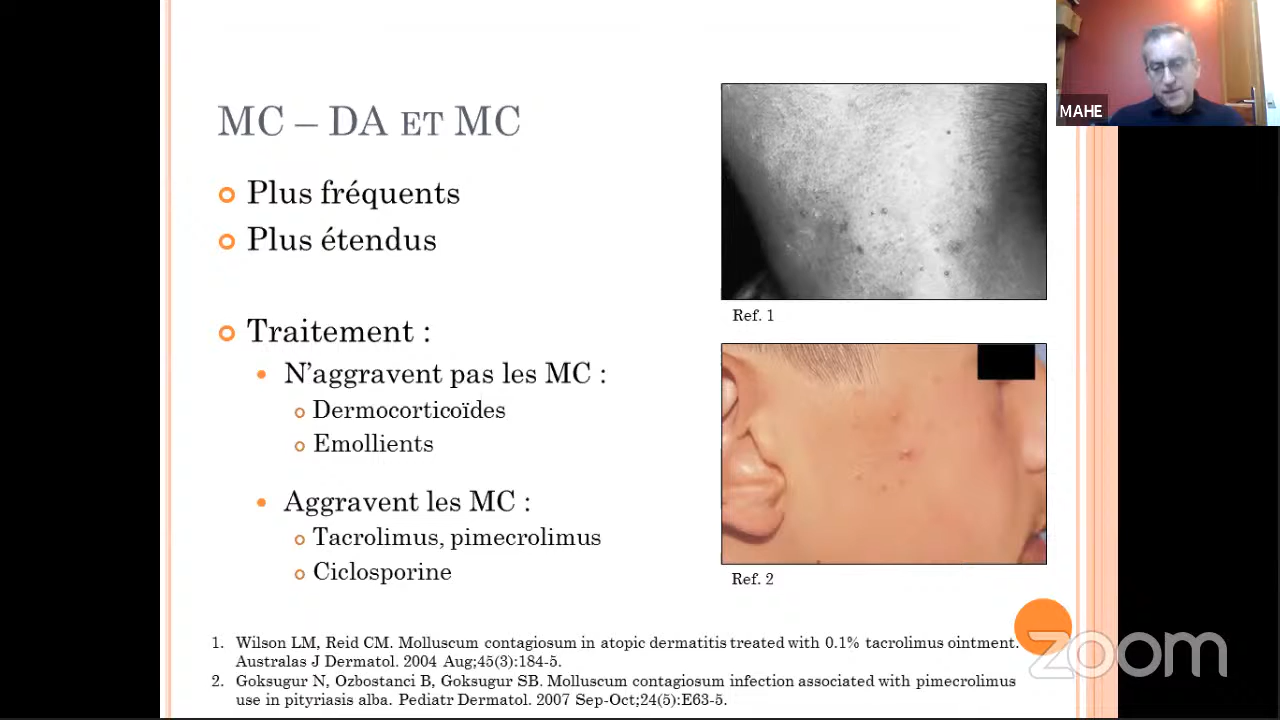 MAHE
MC – DA ET MC
Plus fréquents
Plus étendus
Traitement :
N'aggravent pas les MC :
Dermocorticoïdes
Emollients
Aggravent les MC :
Tacrolimus, pimecrolimus
Ciclosporine
Ref. 1
Ref. 2
1. Wilson LM, Reid CM. Molluscum contagiosum in atopic dermatitis treated with 0.1% tacrolimus ointment.
Australas J Dermatol. 2004 Aug;45(3):184-5.
2. Goksugur N, Ozbostanci B, Goksugur SB. Molluscum contagiosum infection associated with pimecrolimus
use in pityriasis alba. Pediatr Dermatol. 2007 Sep-Oct;24(5):E63-5.
zoom